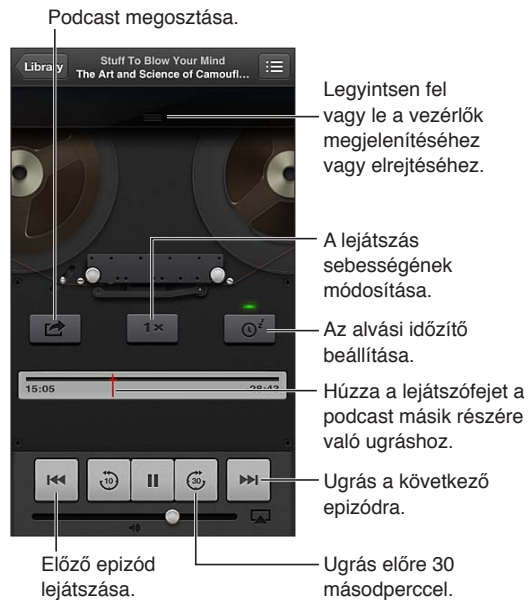 Podcast megosztása.
Library
Stuff To Blow Your Mind
The Art and Science of Camoufl...
Legyintsen fel
vagy le a vezérlők
megjelenítéséhez
vagy elrejtéséhez.
A lejátszás
sebességének
módosítása.
1×
z
Az alvási időzítő
beállítása.
15:05
-28:43
Húzza a lejátszófejet a
podcast másik részére
való ugráshoz.
10
30
Ugrás a következő
epizódra.
Előző epizód
lejátszása.
Ugrás előre 30
másodperccel.